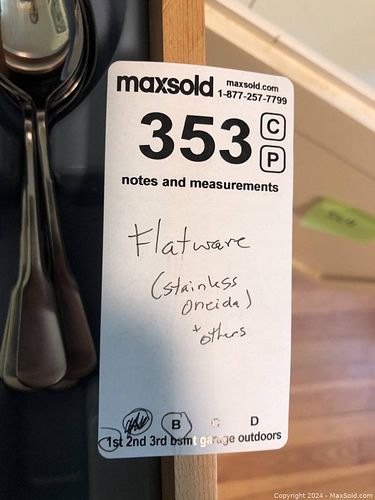 maxsold maxsold.com
1-877-257-7799
353 C
P
notes and measurements
Flatware
(stainless
oneida)
+ others
B C D
1st 2nd 3rd bsmt garage outdoors
Copyright 2024 - MaxSold.com